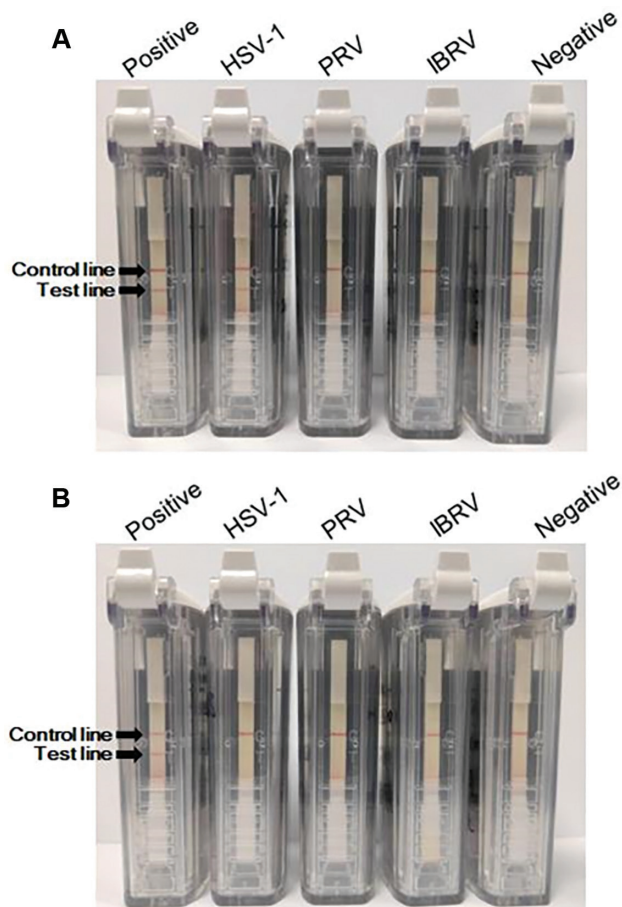 A
Positive HSV-1 PRV IBRV Negative
Control line
Test line
B
Positive HSV-1 PRV IBRV Negative
Control line
Test line